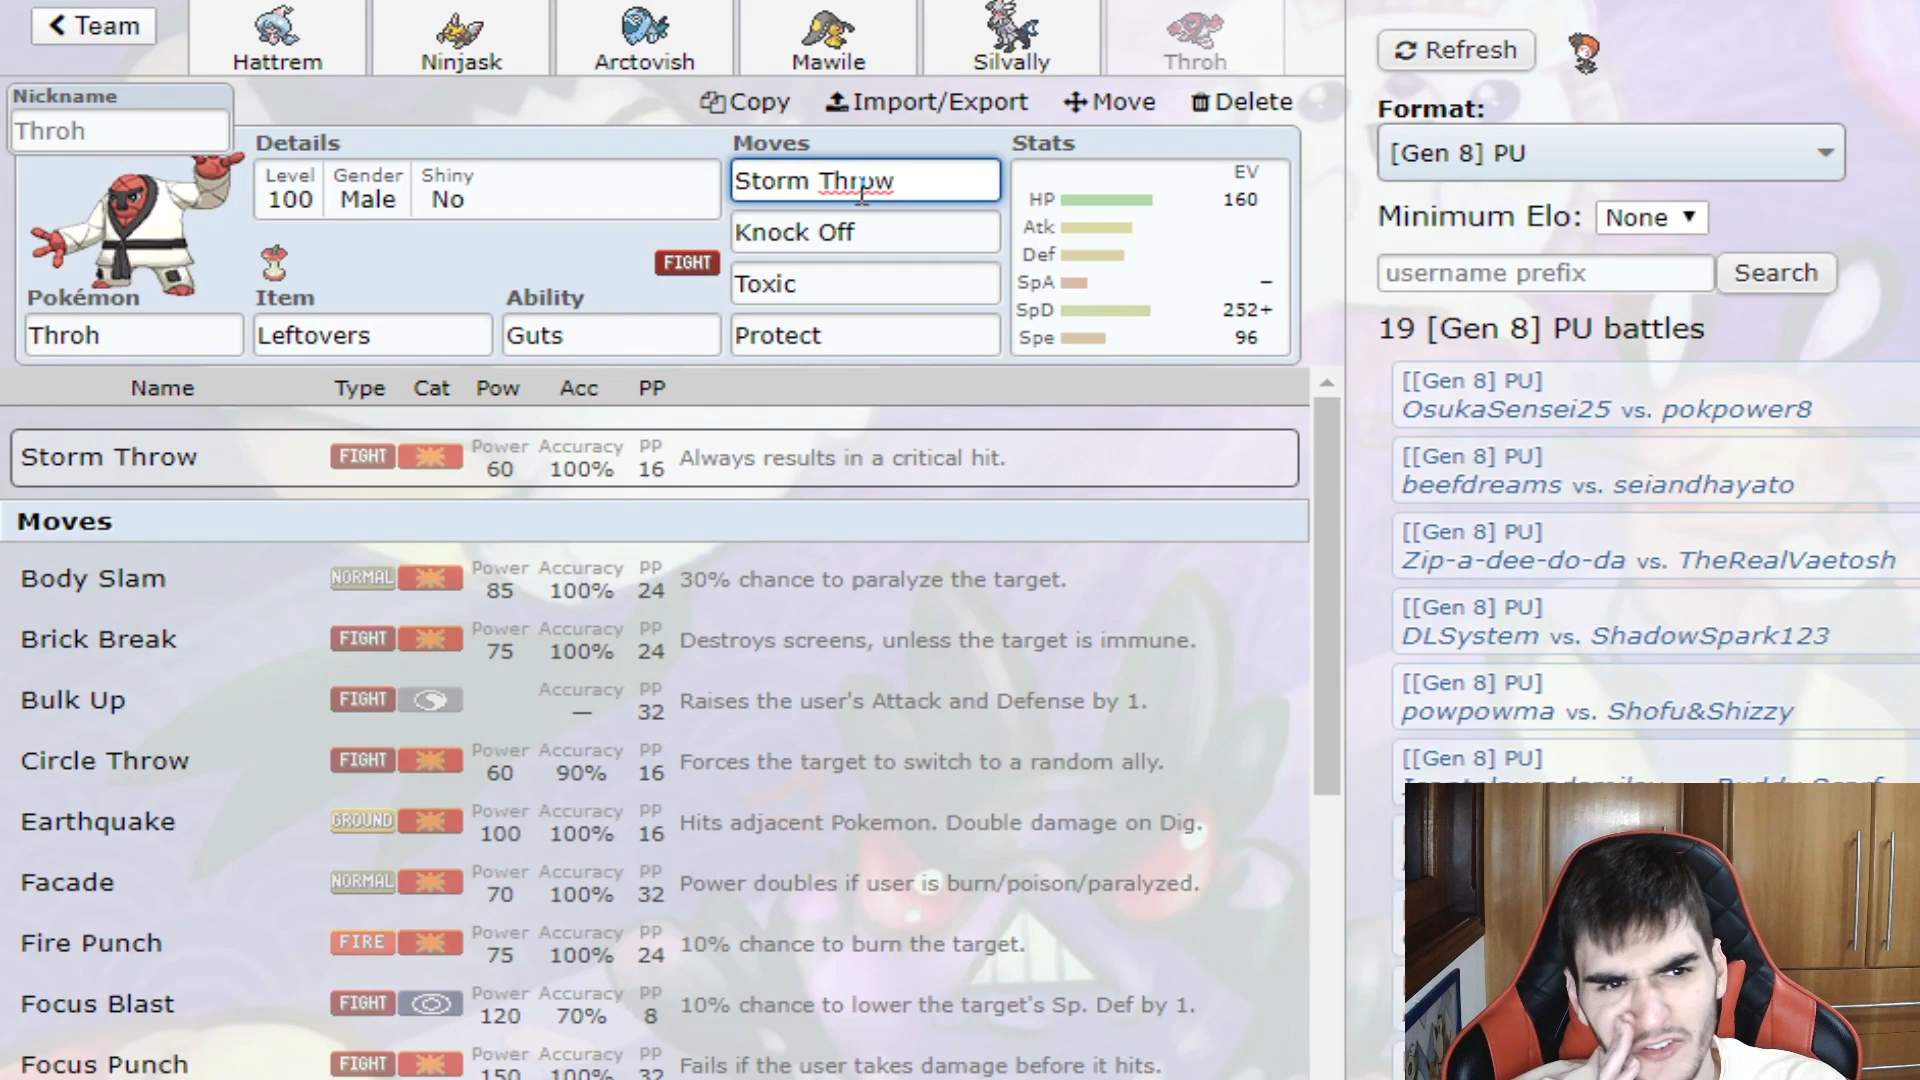 Team
Hattrem
Ninjask
Arctovish
Mawile
Silvally
Throh
Refresh
Copy
Import/Export
Move
Delete
Nickname
Throh
Format:
[Gen 8] PU
Details
Moves
Stats
Level
100
Gender
Male
Shiny
No
Storm Throw
Knock Off
Toxic
Protect
EV
HP 160
Atk
Def
SpA –
SpD 252+
Spe 96
FIGHT
Pokémon
Throh
Item
Leftovers
Ability
Guts
Minimum Elo: None
username prefix
Search
19 [Gen 8] PU battles
[[Gen 8] PU]
OsukaSensei25 vs. pokpower8
[[Gen 8] PU]
beefdreams vs. seiandhayato
[[Gen 8] PU]
Zip-a-dee-do-da vs. TheRealVaetosh
[[Gen 8] PU]
DLSystem vs. ShadowSpark123
[[Gen 8] PU]
powpowma vs. Shofu&Shizzy
[[Gen 8] PU]
Name Type Cat Pow Acc PP
Storm Throw FIGHT Power 60 Accuracy 100% PP 16 Always results in a critical hit.
Moves
Body Slam NORMAL Power 85 Accuracy 100% PP 24 30% chance to paralyze the target.
Brick Break FIGHT Power 75 Accuracy 100% PP 24 Destroys screens, unless the target is immune.
Bulk Up FIGHT Accuracy — PP 32 Raises the user's Attack and Defense by 1.
Circle Throw FIGHT Power 60 Accuracy 90% PP 16 Forces the target to switch to a random ally.
Earthquake GROUND Power 100 Accuracy 100% PP 16 Hits adjacent Pokemon. Double damage on Dig.
Facade NORMAL Power 70 Accuracy 100% PP 32 Power doubles if user is burn/poison/paralyzed.
Fire Punch FIRE Power 75 Accuracy 100% PP 24 10% chance to burn the target.
Focus Blast FIGHT Power 120 Accuracy 70% PP 8 10% chance to lower the target's Sp. Def by 1.
Focus Punch FIGHT Power 150 Accuracy 100% PP 32 Fails if the user takes damage before it hits.